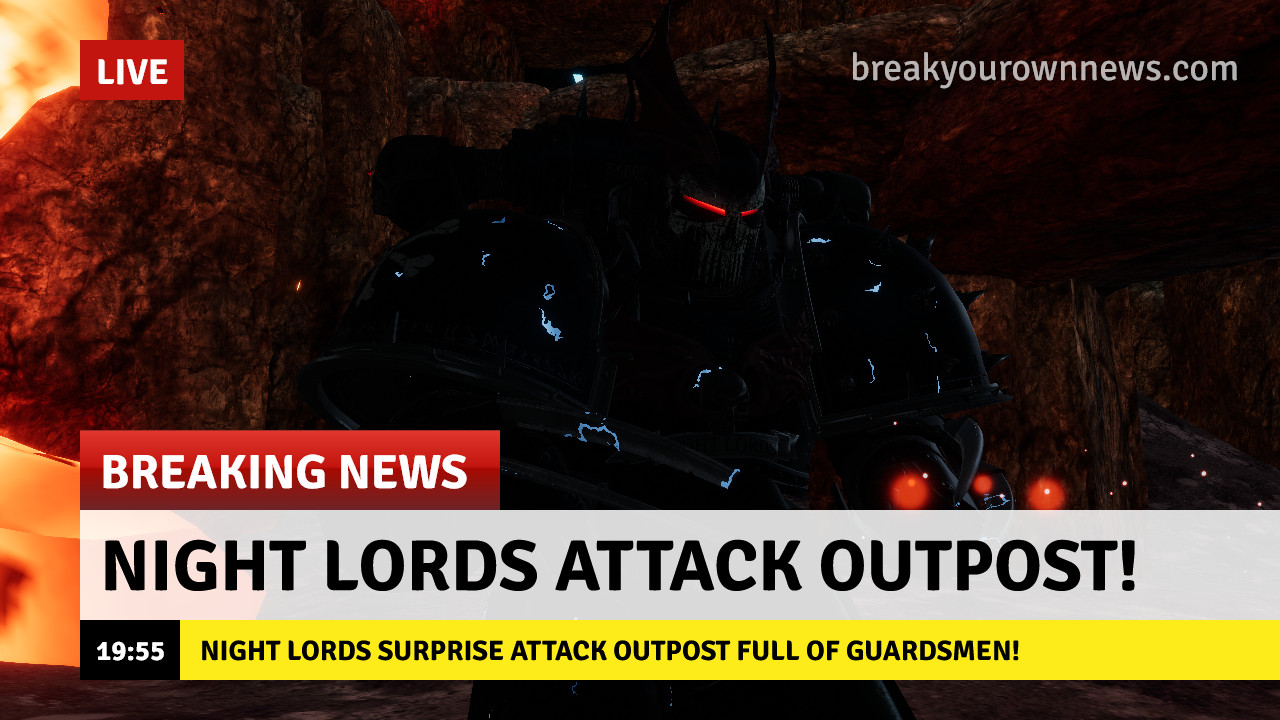 LIVE
breakyourownnews.com
BREAKING NEWS
NIGHT LORDS ATTACK OUTPOST!
19:55
NIGHT LORDS SURPRISE ATTACK OUTPOST FULL OF GUARDSMEN!